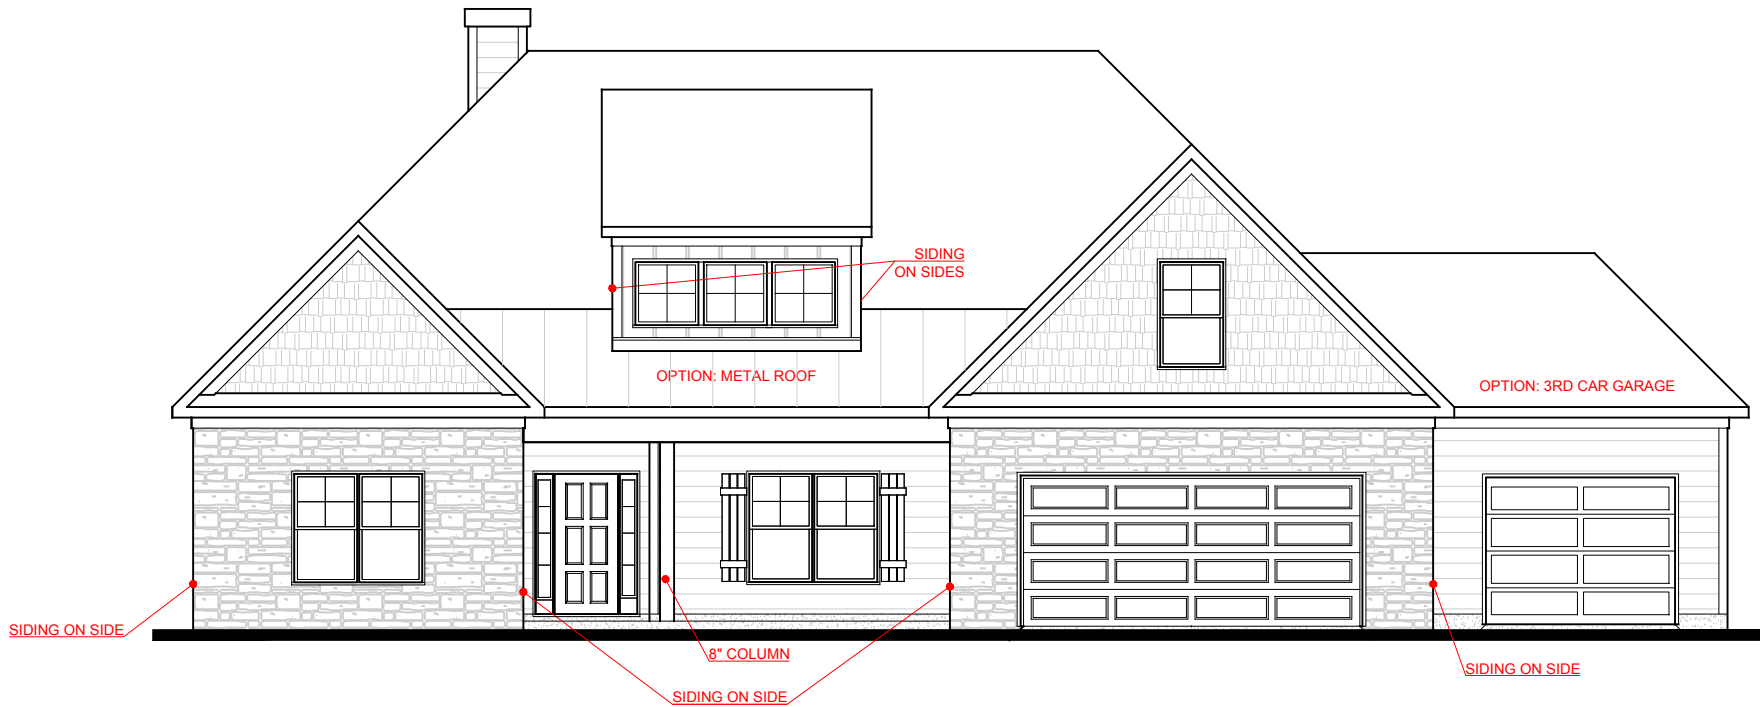 SIDING
ON SIDES
OPTION: METAL ROOF
OPTION: 3RD CAR GARAGE
SIDING ON SIDE
8" COLUMN
SIDING ON SIDE
SIDING ON SIDE